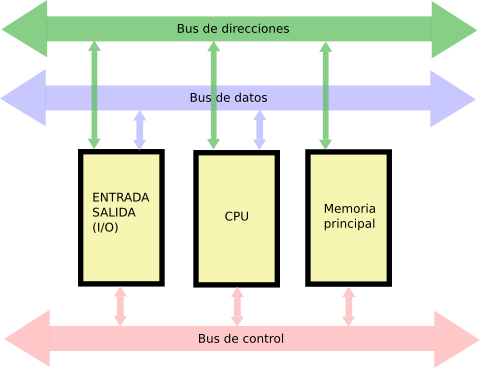 Bus de direcciones
Bus de datos
ENTRADA
SALIDA
(I/O)
CPU
Memoria
principal
Bus de control